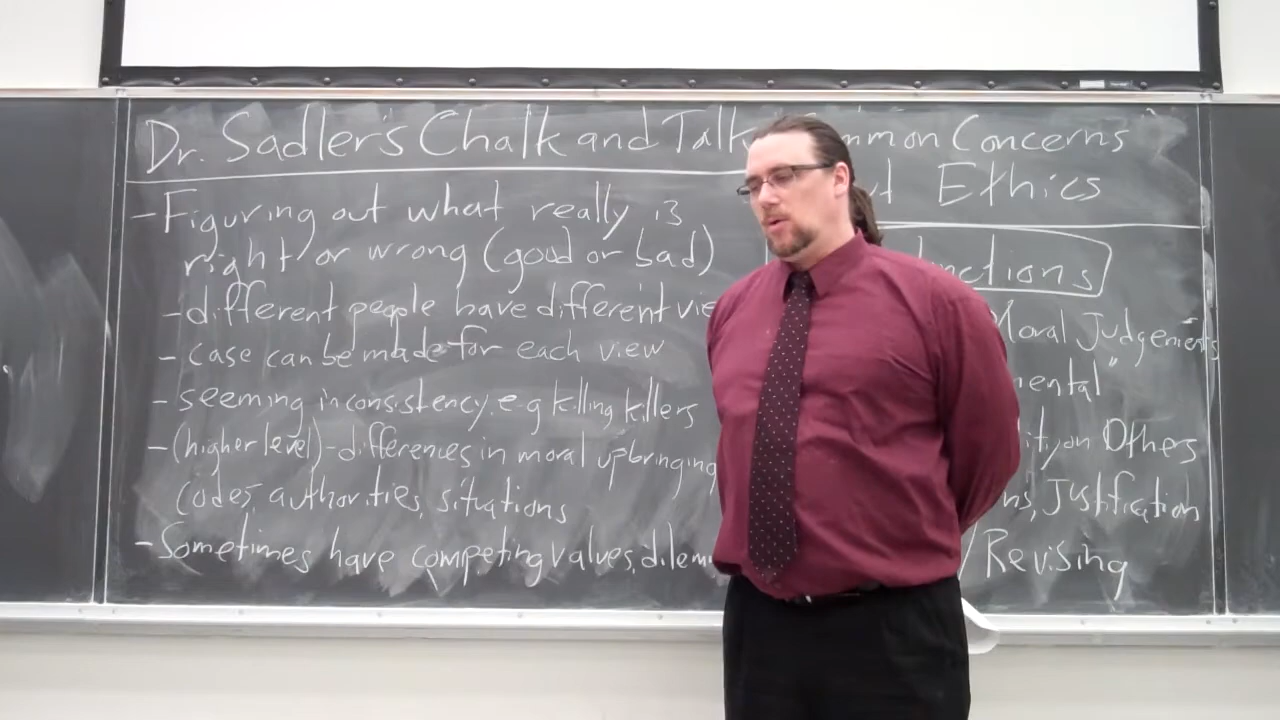 Dr. Sadler's Chalk and Talk mmon Concerns
t Ethics
- Figuring out what really is
right or wrong (good or bad)
- different people have different vie
- case can be made for each view
- seeming inconsistency, e.g killing killers
- (higher level) - differences in moral upbringing
codes, authorities, situations
- Sometimes have competing values, dilem
nctions
Moral Judgements
mental"
ity on Others
ns, Justification
/Revising